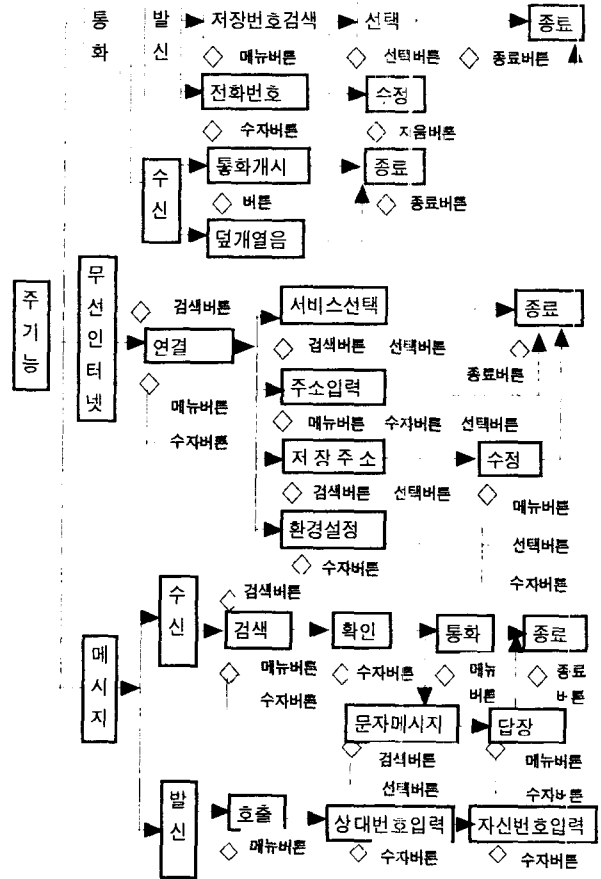 통화
발신
저장번호검색
선택
종료
메뉴버튼
선택버튼
종료버튼
전화번호
수정
수자버튼
지움버튼
수신
통화개시
종료
버튼
종료버튼
덮개열음
주기능
무선인터넷
검색버튼
연결
메뉴버튼
수자버튼
서비스선택
종료
검색버튼 선택버튼
종료버튼
주소입력
메뉴버튼 수자버튼 선택버튼
저장주소
수정
검색버튼 선택버튼
메뉴버튼
선택버튼
수자버튼
환경설정
수자버튼
메시지
수신
검색버튼
검색
확인
통화
종료
메뉴버튼
수자버튼
수자버튼
메뉴
버튼
종료
버튼
문자메시지
답장
검색버튼
선택버튼
메뉴버튼
수자버튼
발신
호출
상대번호입력
자신번호입력
메뉴버튼
수자버튼
수자버튼